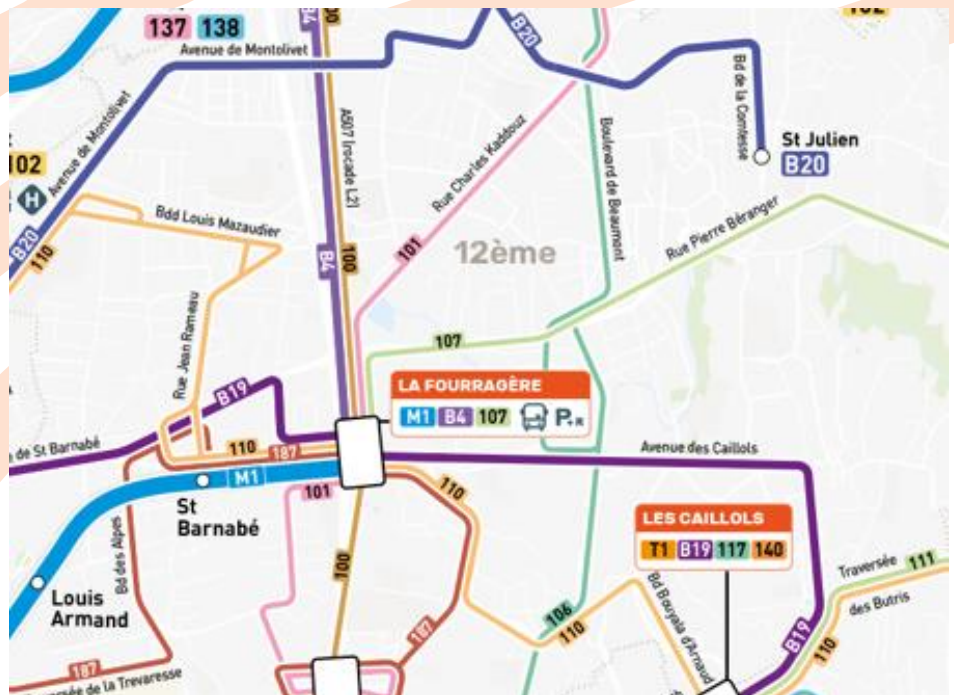 137 138
B4
100
102
B20
Avenue de Montolivet
Bd de la Comtesse
St Julien
B20
A507 (rocade L2)
Avenue de Montolivet
102
H
Rue Charles Kaddouz
Boulevard de Beaumont
Bdd Louis Mazaudier
Rue Pierre Béranger
B20
110
B4
100
101
12ème
Rue Jean Rameau
107
B19
LA FOURRAGÈRE
M1 B4 107 P+R
e de St Barnabé
110
187
Avenue des Caillols
M1
101
110
St
Barnabé
LES CAILLOLS
T1 B19 117 140
Bd des Alpes
100
Traversée
111
des Butris
Louis
Armand
Bd Bouyala d'Arnaud
106
110
187
B19
110
187
ersée de la Trevaresse